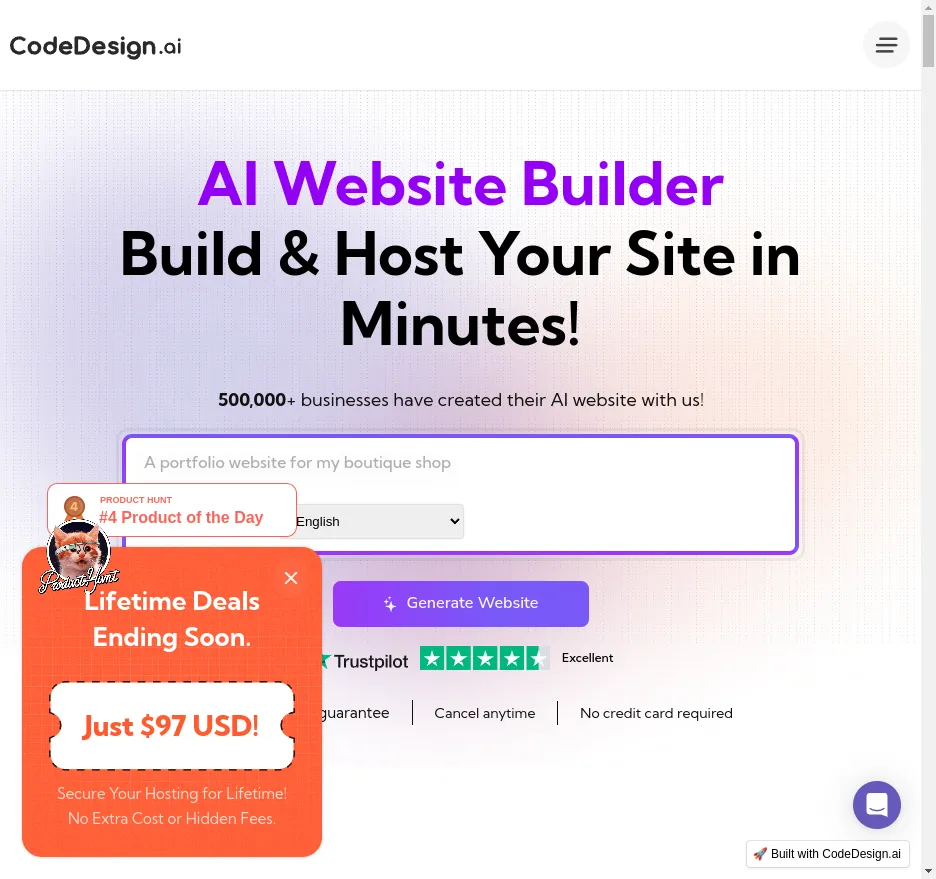 CodeDesign.ai
AI Website Builder
Build & Host Your Site in
Minutes!
500,000+ businesses have created their AI website with us!
A portfolio website for my boutique shop
English
Generate Website
Trustpilot
Excellent
guarantee
Cancel anytime
No credit card required
4
PRODUCT HUNT
#4 Product of the Day
Product Hunt
Lifetime Deals
Ending Soon.
Just $97 USD!
Secure Your Hosting for Lifetime!
No Extra Cost or Hidden Fees.
🚀 Built with CodeDesign.ai